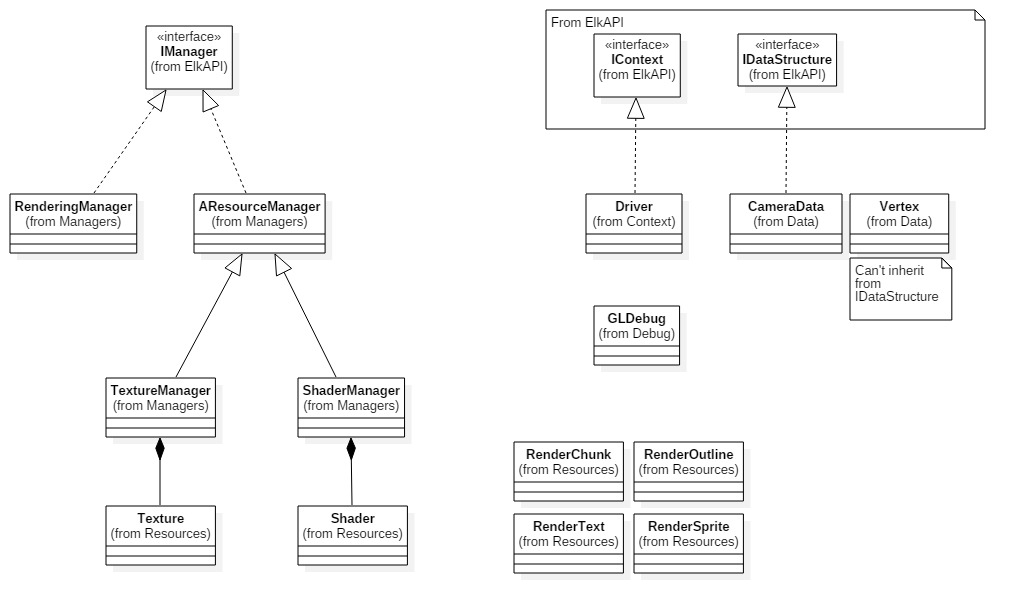 «interface»
IManager
(from ElkAPI)
From ElkAPI
«interface»
IContext
(from ElkAPI)
«interface»
IDataStructure
(from ElkAPI)
RenderingManager
(from Managers)
AResourceManager
(from Managers)
Driver
(from Context)
CameraData
(from Data)
Vertex
(from Data)
Can't inherit
from
IDataStructure
GLDebug
(from Debug)
TextureManager
(from Managers)
ShaderManager
(from Managers)
RenderChunk
(from Resources)
RenderOutline
(from Resources)
Texture
(from Resources)
Shader
(from Resources)
RenderText
(from Resources)
RenderSprite
(from Resources)